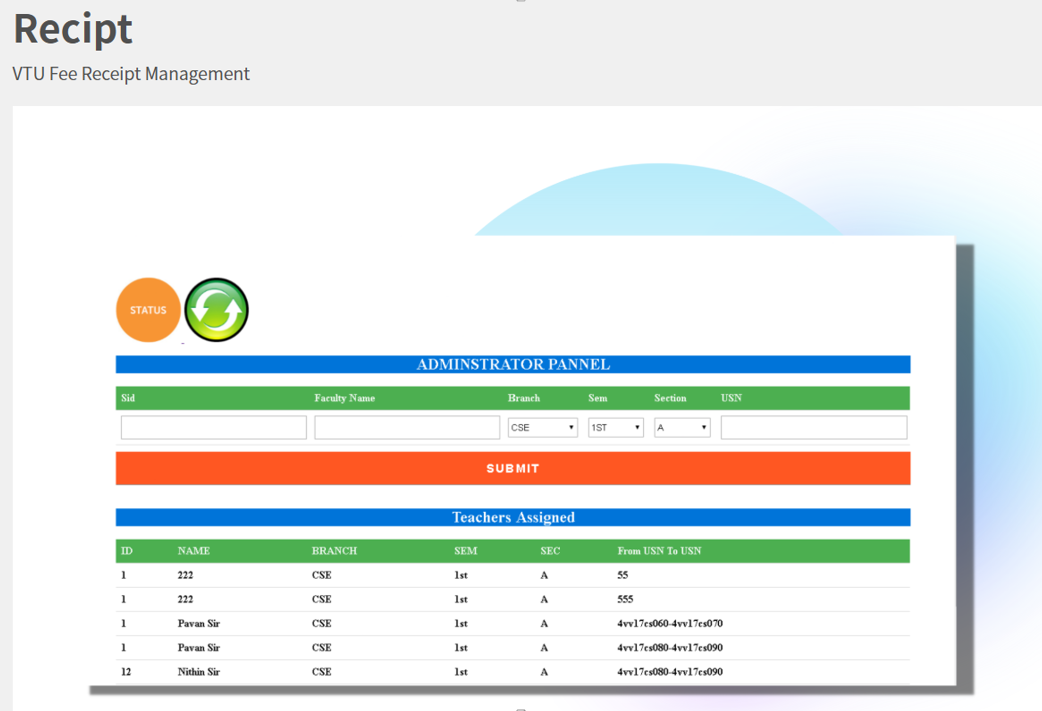 Recipt
VTU Fee Receipt Management
STATUS
ADMINSTRATOR PANNEL
Sid Faculty Name Branch Sem Section USN
CSE 1ST A
SUBMIT
Teachers Assigned
ID NAME BRANCH SEM SEC From USN To USN
1 222 CSE 1st A 55
1 222 CSE 1st A 555
1 Pavan Sir CSE 1st A 4vv17cs060-4vv17cs070
1 Pavan Sir CSE 1st A 4vv17cs080-4vv17cs090
12 Nithin Sir CSE 1st A 4vv17cs080-4vv17cs090